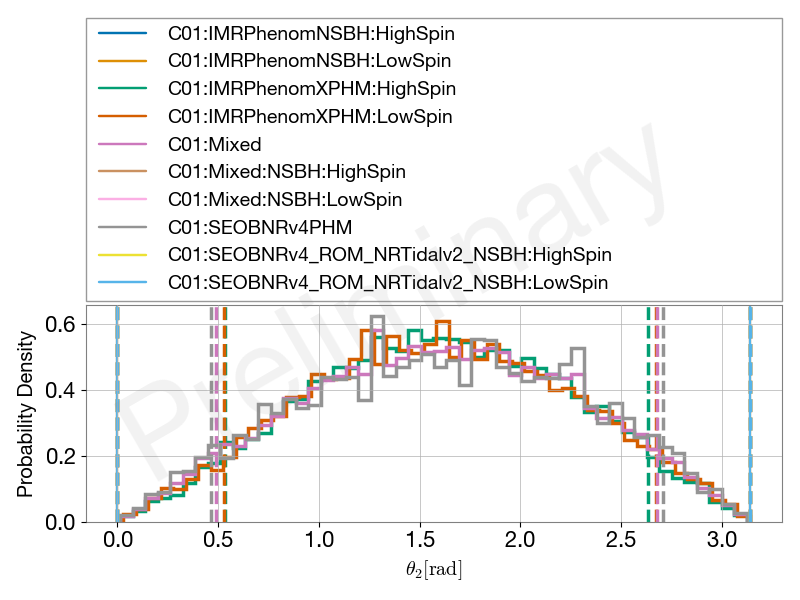 C01:IMRPhenomNSBH:HighSpin
C01:IMRPhenomNSBH:LowSpin
C01:IMRPhenomXPHM:HighSpin
C01:IMRPhenomXPHM:LowSpin
C01:Mixed
C01:Mixed:NSBH:HighSpin
C01:Mixed:NSBH:LowSpin
C01:SEOBNRv4PHM
C01:SEOBNRv4_ROM_NRTidalv2_NSBH:HighSpin
C01:SEOBNRv4_ROM_NRTidalv2_NSBH:LowSpin
Preliminary
Probability Density
0.6
0.4
0.2
0.0
0.0 0.5 1.0 1.5 2.0 2.5 3.0
θ₂[rad]